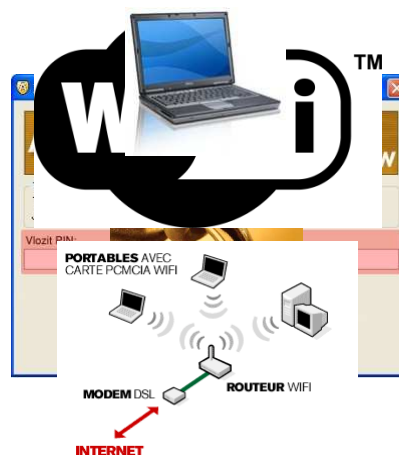 W i TM
W
Vlozit PIN:
PORTABLES AVEC
CARTE PCMCIA WIFI
ROUTEUR WIFI
MODEM DSL
INTERNET